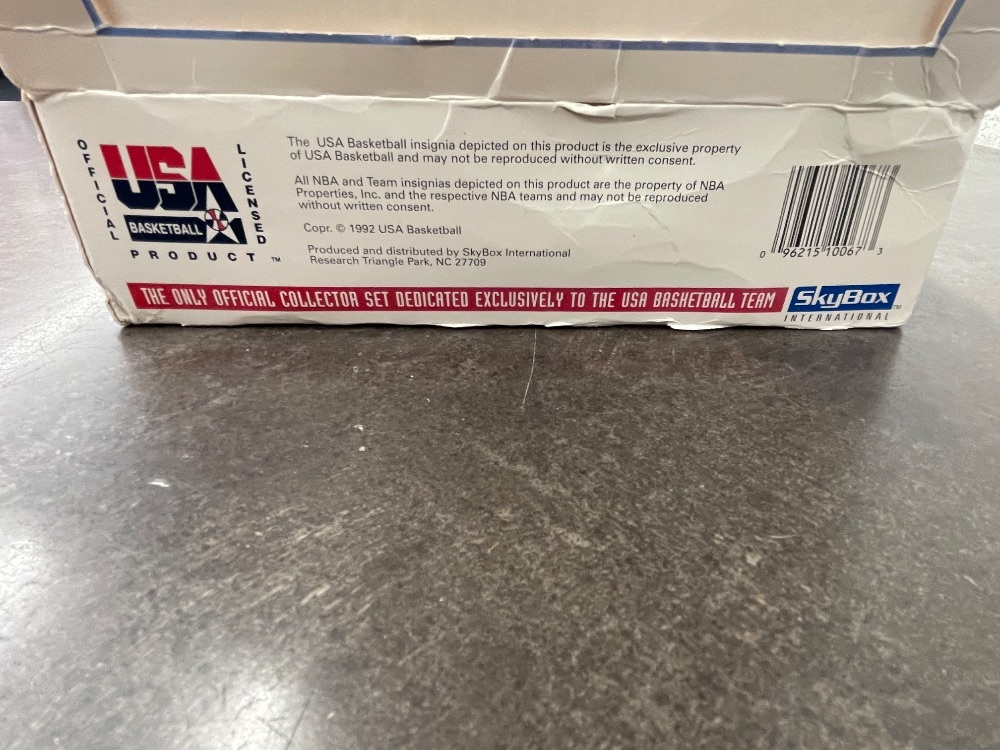 OFFICIAL
USA
BASKETBALL
LICENSED
PRODUCT ™
The USA Basketball insignia depicted on this product is the exclusive property
of USA Basketball and may not be reproduced without written consent.
All NBA and Team insignias depicted on this product are the property of NBA
Properties, Inc. and the respective NBA teams and may not be reproduced
without written consent.
Copr. © 1992 USA Basketball
Produced and distributed by SkyBox International
Research Triangle Park, NC 27709
0 96215 10067 3
THE ONLY OFFICIAL COLLECTOR SET DEDICATED EXCLUSIVELY TO THE USA BASKETBALL TEAM
SkyBox™
INTERNATIONAL